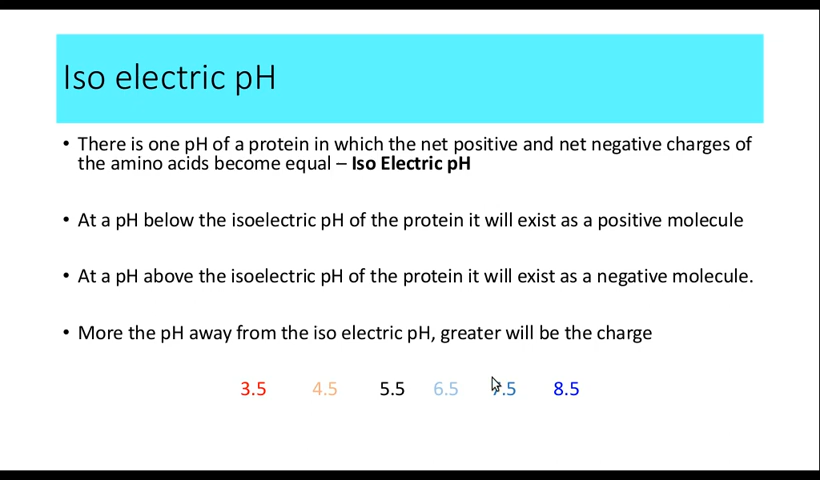 Iso electric pH
• There is one pH of a protein in which the net positive and net negative charges of
the amino acids become equal – Iso Electric pH
• At a pH below the isoelectric pH of the protein it will exist as a positive molecule
• At a pH above the isoelectric pH of the protein it will exist as a negative molecule.
• More the pH away from the iso electric pH, greater will be the charge
3.5 4.5 5.5 6.5 7.5 8.5